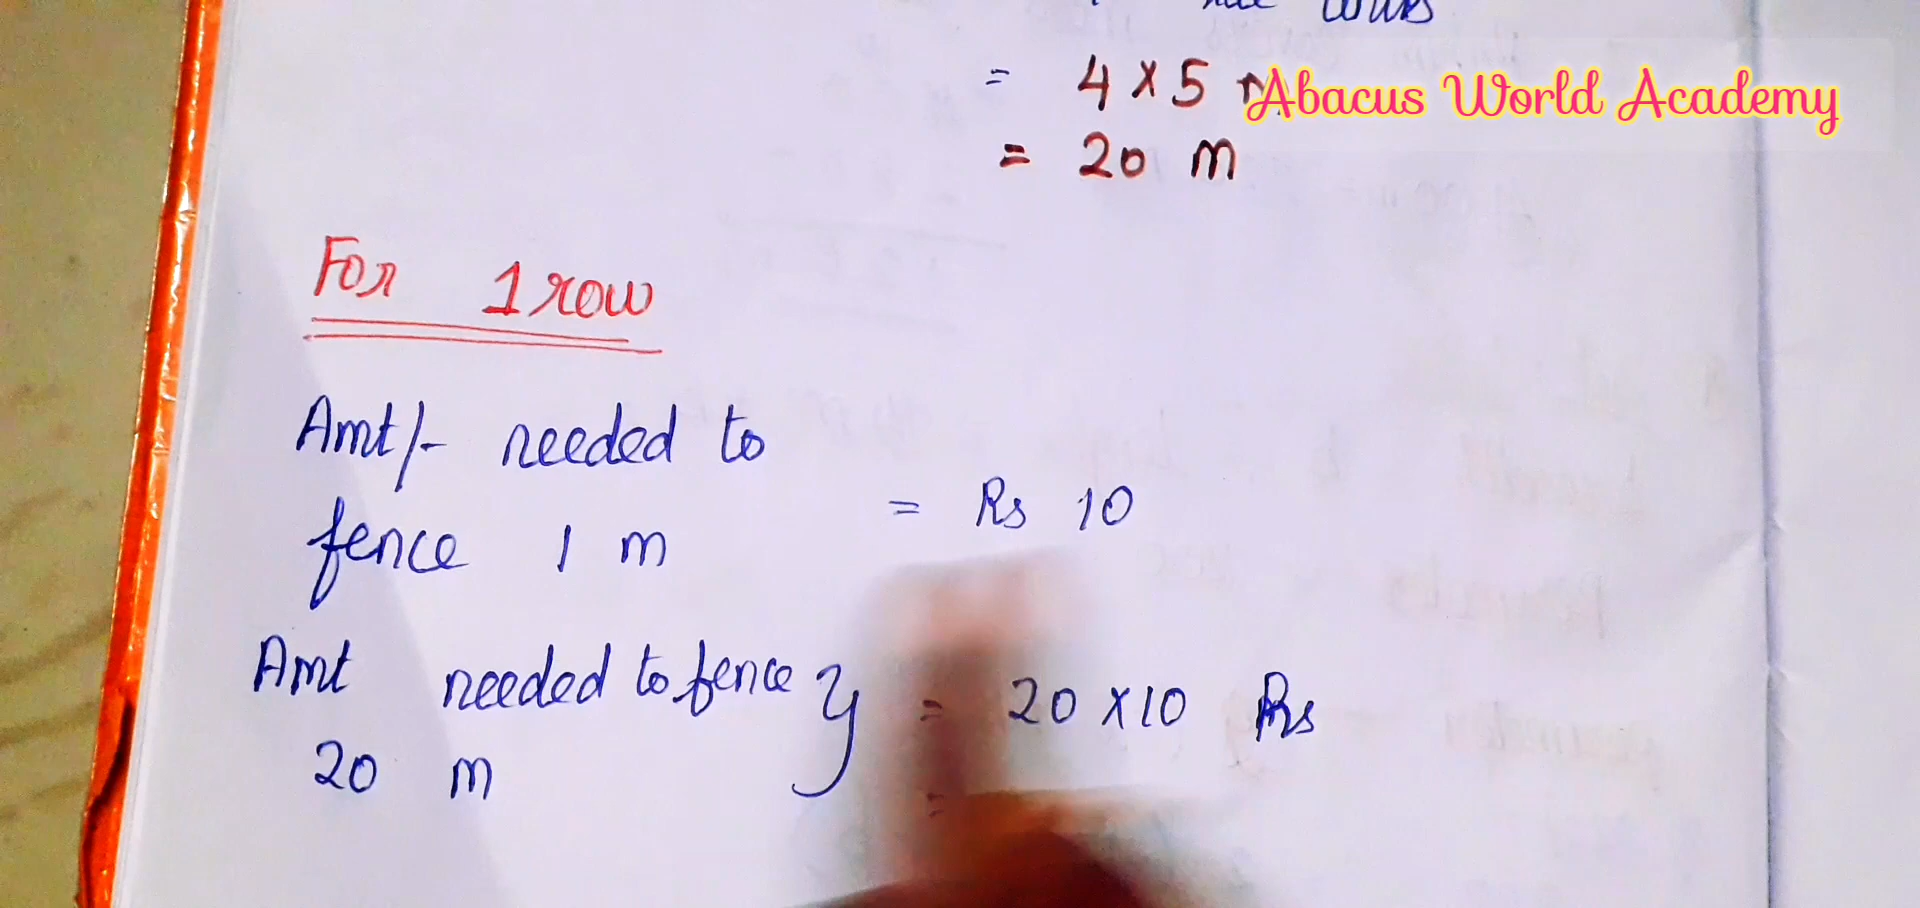 = 4 × 5
Abacus World Academy
= 20 m
For 1 row
Amt/- needed to
fence 1 m = Rs 10
Amt needed to fence } = 20 × 10 Rs
20 m
=